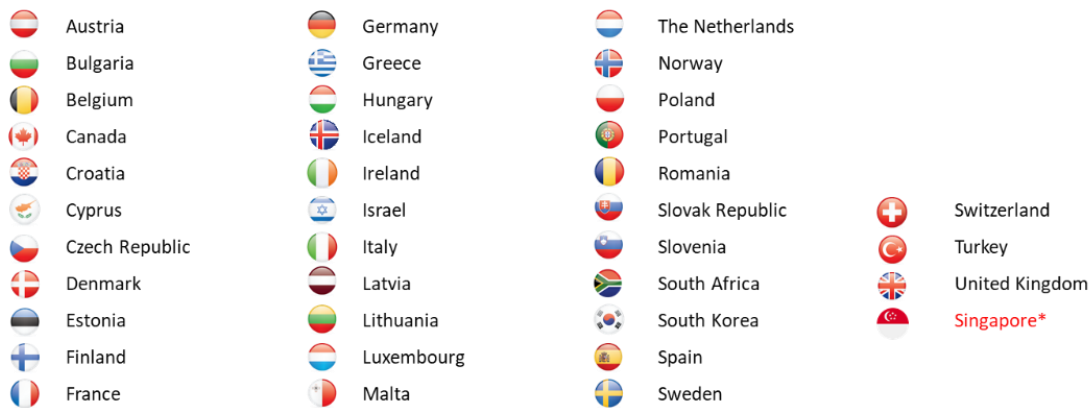 Austria
Bulgaria
Belgium
Canada
Croatia
Cyprus
Czech Republic
Denmark
Estonia
Finland
France
Germany
Greece
Hungary
Iceland
Ireland
Israel
Italy
Latvia
Lithuania
Luxembourg
Malta
The Netherlands
Norway
Poland
Portugal
Romania
Slovak Republic
Slovenia
South Africa
South Korea
Spain
Sweden
Switzerland
Turkey
United Kingdom
Singapore*